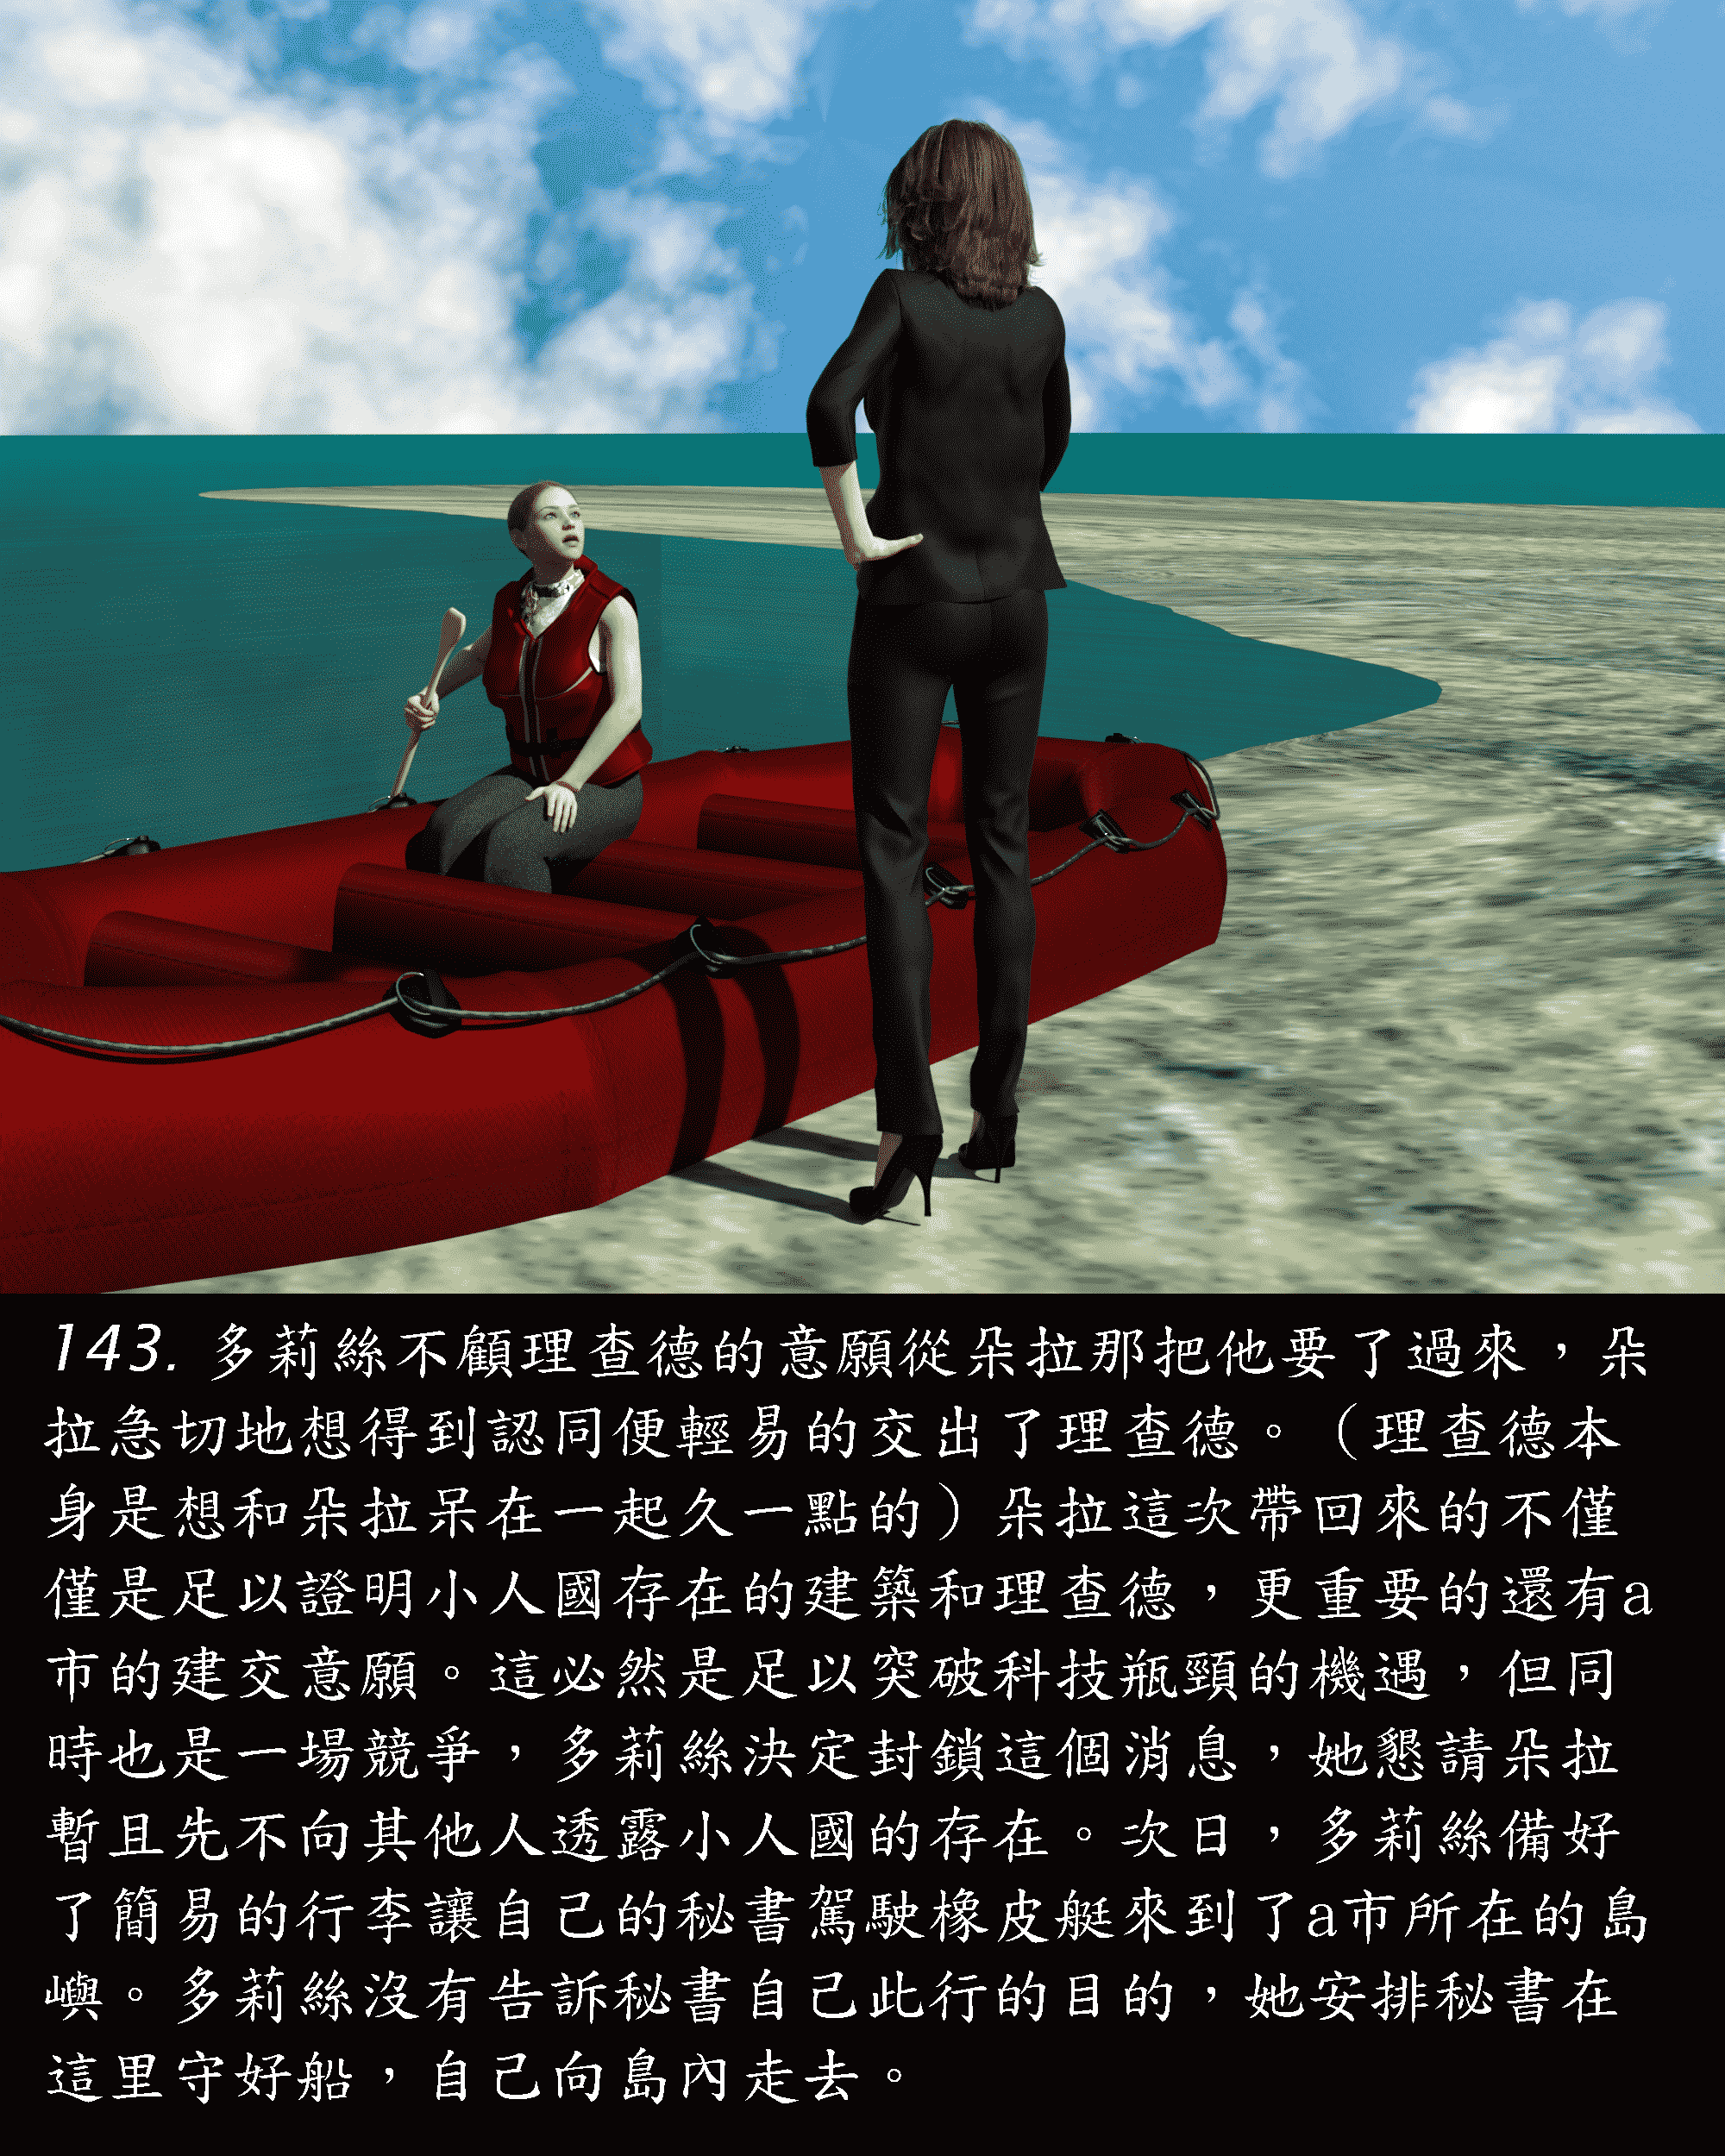 143. 多莉絲不顧理查德的意願從朵拉那把他要了過來，朵
拉急切地想得到認同便輕易的交出了理查德。（理查德本
身是想和朵拉呆在一起久一點的）朵拉這次帶回來的不僅
僅是足以證明小人國存在的建築和理查德，更重要的還有a
市的建交意願。這必然是足以突破科技瓶頸的機遇，但同
時也是一場競爭，多莉絲決定封鎖這個消息，她懇請朵拉
暫且先不向其他人透露小人國的存在。次日，多莉絲備好
了簡易的行李讓自己的秘書駕駛橡皮艇來到了a市所在的島
嶼。多莉絲沒有告訴秘書自己此行的目的，她安排秘書在
這里守好船，自己向島內走去。